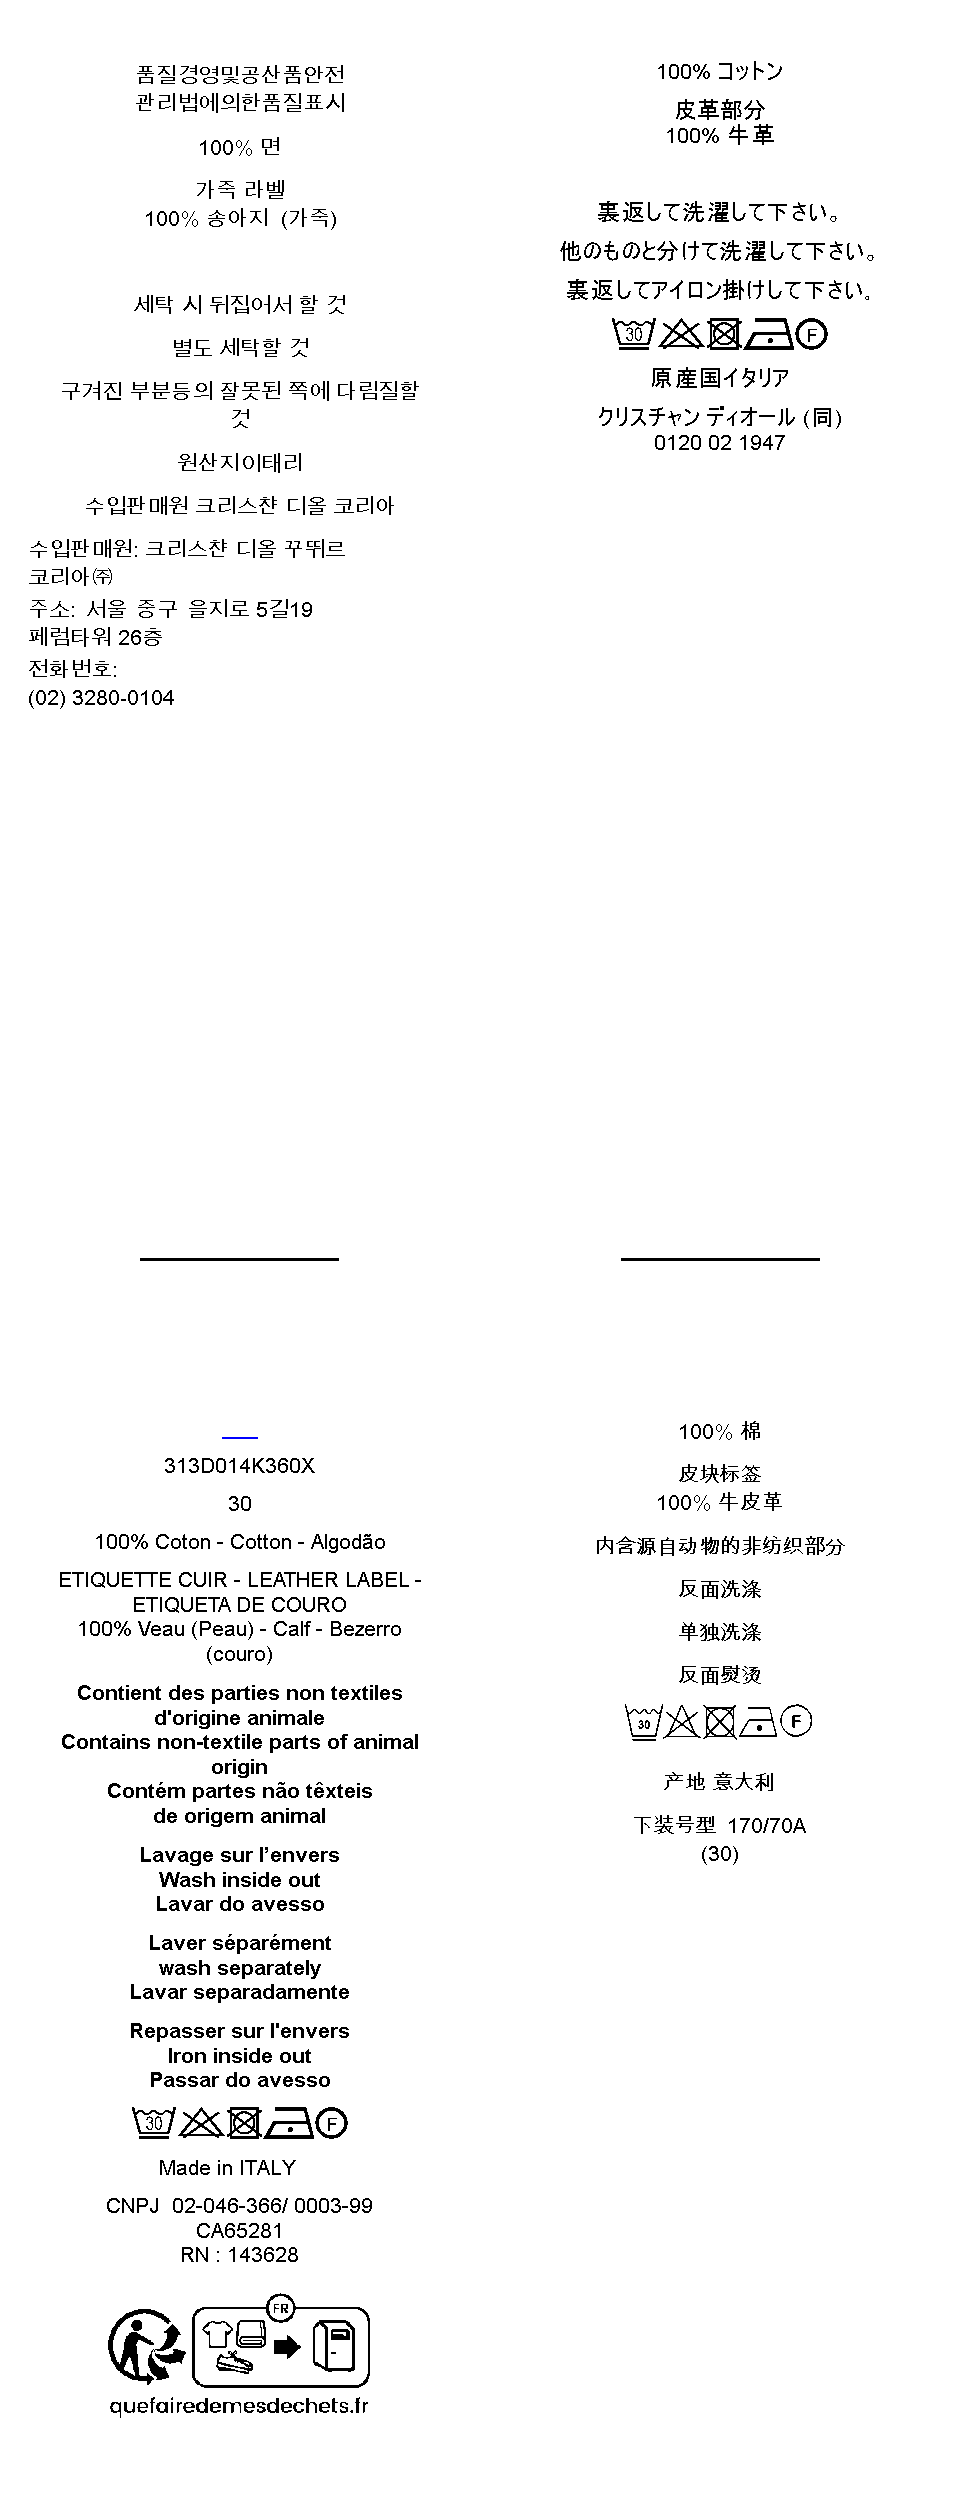 품질경영및공산품안전
관리법에의한품질표시
100% 면
가죽 라벨
100% 송아지 (가죽)
세탁 시 뒤집어서 할 것
별도 세탁할 것
구겨진 부분등의 잘못된 쪽에 다림질할
것
원산지이태리
수입판매원 크리스챤 디올 코리아
수입판매원: 크리스챤 디올 꾸뛰르
코리아㈜
주소: 서울 중구 을지로 5길19
페럼타워 26층
전화번호:
(02) 3280-0104
100% コットン
皮革部分
100% 牛革
裏返して洗濯して下さい。
他のものと分けて洗濯して下さい。
裏返してアイロン掛けして下さい。
30 F
原産国イタリア
クリスチャン ディオール (同)
0120 02 1947
313D014K360X
30
100% Coton - Cotton - Algodão
ETIQUETTE CUIR - LEATHER LABEL -
ETIQUETA DE COURO
100% Veau (Peau) - Calf - Bezerro
(couro)
Contient des parties non textiles
d'origine animale
Contains non-textile parts of animal
origin
Contém partes não têxteis
de origem animal
Lavage sur l’envers
Wash inside out
Lavar do avesso
Laver séparément
wash separately
Lavar separadamente
Repasser sur l'envers
Iron inside out
Passar do avesso
30 F
Made in ITALY
CNPJ 02-046-366/ 0003-99
CA65281
RN : 143628
FR
quefairedemesdechets.fr
100% 棉
皮块标签
100% 牛皮革
内含源自动物的非纺织部分
反面洗涤
单独洗涤
反面熨烫
30 F
产地 意大利
下装号型 170/70A
(30)